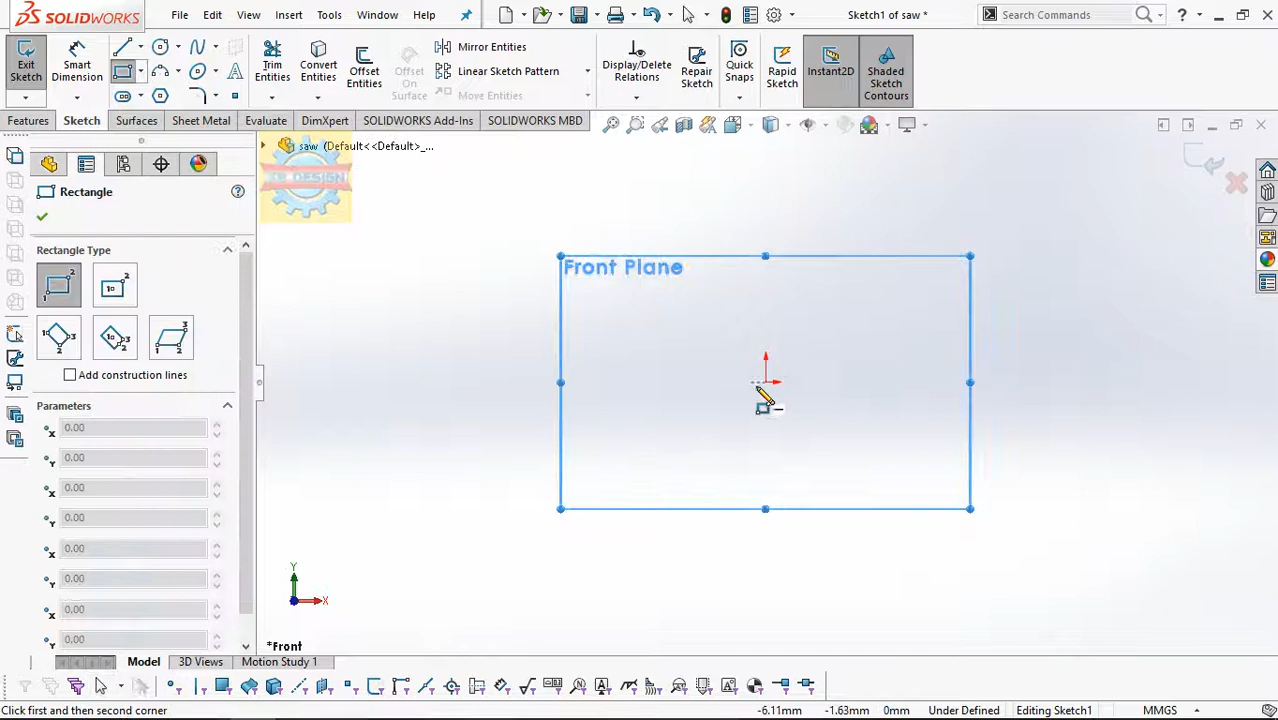 SOLIDWORKS
File Edit View Insert Tools Window Help
Sketch1 of saw *
Search Commands
?
Exit Sketch
Smart Dimension
Trim Entities
Convert Entities
Offset Entities
Offset On Surface
Mirror Entities
Linear Sketch Pattern
Move Entities
Display/Delete Relations
Repair Sketch
Quick Snaps
Rapid Sketch
Instant2D
Shaded Sketch Contours
Features Sketch Surfaces Sheet Metal Evaluate DimXpert SOLIDWORKS Add-Ins SOLIDWORKS MBD
saw (Default<<Default>_...
Rectangle
?
Rectangle Type
Add construction lines
Parameters
x 0.00
Y 0.00
x 0.00
Y 0.00
x 0.00
Y 0.00
x 0.00
Y 0.00
Front Plane
Y
X
*Front
Model 3D Views Motion Study 1
Click first and then second corner
-6.11mm -1.63mm 0mm Under Defined Editing Sketch1 MMGS